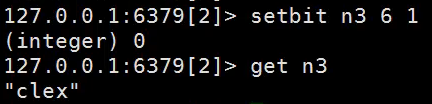 127.0.0.1:6379[2]> setbit n3 6 1
(integer) 0
127.0.0.1:6379[2]> get n3
"clex"